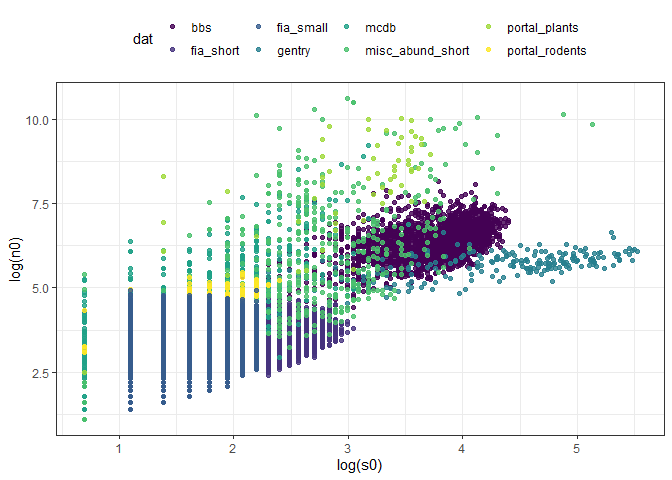 dat
bbs
fia_small
mcdb
portal_plants
fia_short
gentry
misc_abund_short
portal_rodents
10.0
7.5
5.0
2.5
log(n0)
1 2 3 4 5
log(s0)